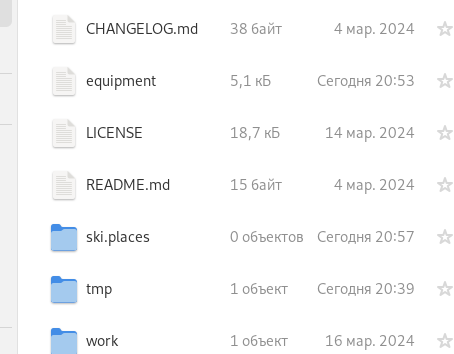 CHANGELOG.md 38 байт 4 мар. 2024
equipment 5,1 кБ Сегодня 20:53
LICENSE 18,7 кБ 14 мар. 2024
README.md 15 байт 4 мар. 2024
ski.places 0 объектов Сегодня 20:57
tmp 1 объект Сегодня 20:39
work 1 объект 16 мар. 2024